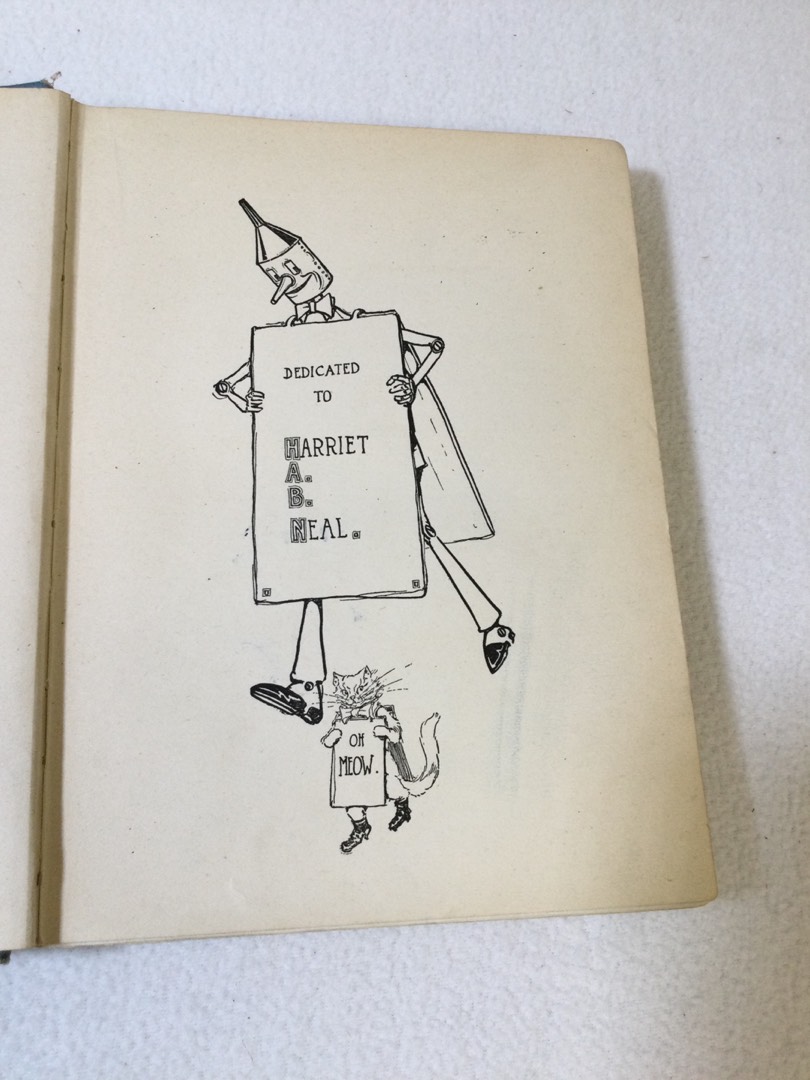 DEDICATED
TO
HARRIET
A.
B.
NEAL.
OH
MEOW.